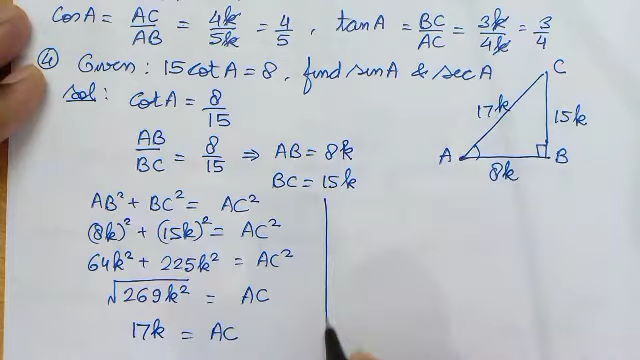 cosA = AC/AB = 4k/5k = 4/5 , tanA = BC/AC = 3k/4k = 3/4
④ Given : 15cotA = 8 , find sinA & secA
Sol: cotA = 8/15
AB/BC = 8/15 ⇒ AB = 8k
BC = 15k
AB² + BC² = AC²
(8k)² + (15k)² = AC²
64k² + 225k² = AC²
√269k² = AC
17k = AC
C
17k
15k
A
B
8k